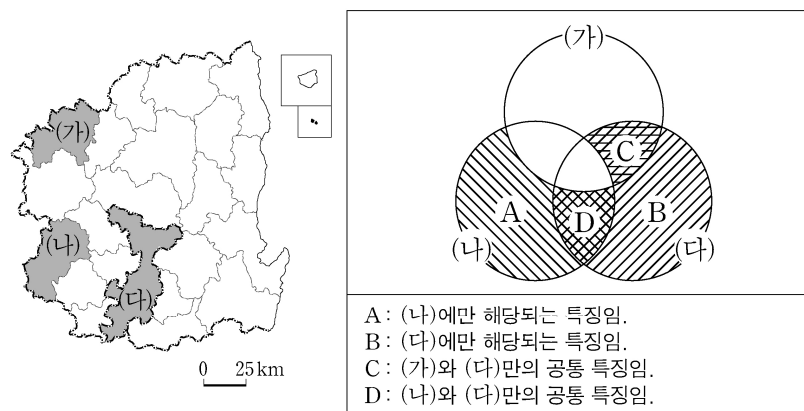 (가)
(나)
(다)
0 25km
(가)
C
A
D
B
(나)
(다)
A : (나)에만 해당되는 특징임.
B : (다)에만 해당되는 특징임.
C : (가)와 (다)만의 공통 특징임.
D : (나)와 (다)만의 공통 특징임.